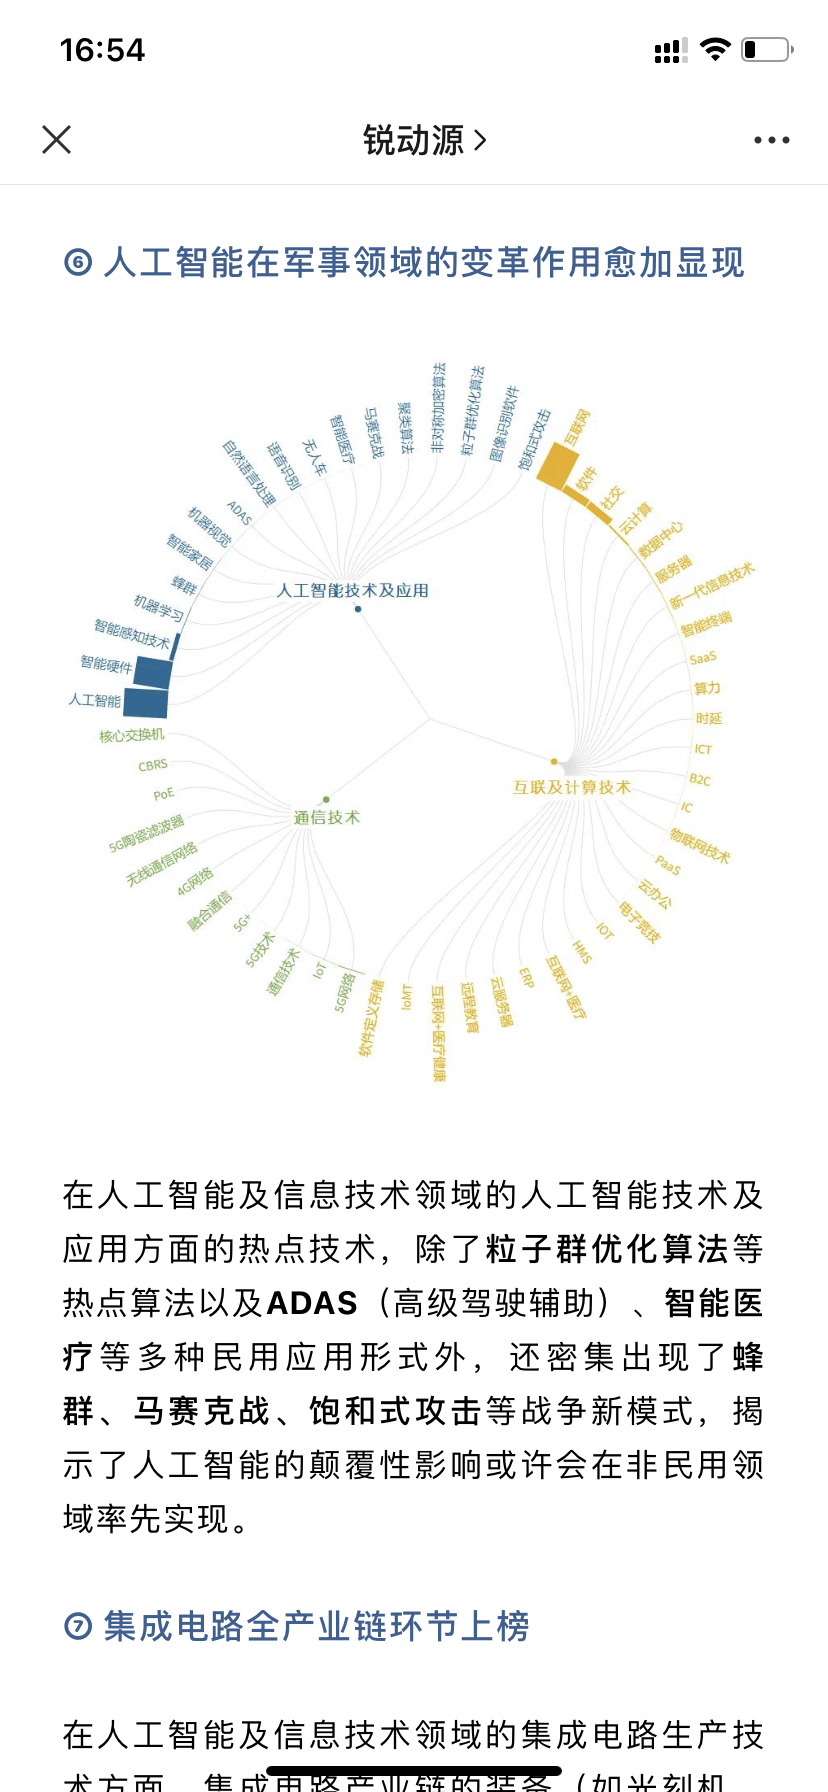 16:54
锐动源
⑥ 人工智能在军事领域的变革作用愈加显现
非对称加密算法
粒子群优化算法
图像识别软件
饱和式攻击
聚类算法
马赛克战
智能医疗
无人车
语音识别
自然语言处理
ADAS
机器视觉
智能家居
蜂群
机器学习
智能感知技术
智能硬件
人工智能
人工智能技术及应用
互联网
软件
社交
云计算
数据中心
服务器
新一代信息技术
智能终端
SaaS
算力
时延
ICT
B2C
IC
物联网技术
PaaS
云办公
电子竞技
IOT
HMS
互联网+医疗
ERP
云服务器
远程教育
互联网+医疗健康
IoMT
软件定义存储
互联及计算技术
核心交换机
CBRS
PoE
5G陶瓷滤波器
无线通信网络
4G网络
融合通信
5G+
5G技术
通信技术
IoT
5G网络
通信技术
在人工智能及信息技术领域的人工智能技术及
应用方面的热点技术，除了粒子群优化算法等
热点算法以及ADAS（高级驾驶辅助）、智能医
疗等多种民用应用形式外，还密集出现了蜂
群、马赛克战、饱和式攻击等战争新模式，揭
示了人工智能的颠覆性影响或许会在非民用领
域率先实现。
⑦ 集成电路全产业链环节上榜
在人工智能及信息技术领域的集成电路生产技
术方面，集成电路产业链的装备（如光刻机、